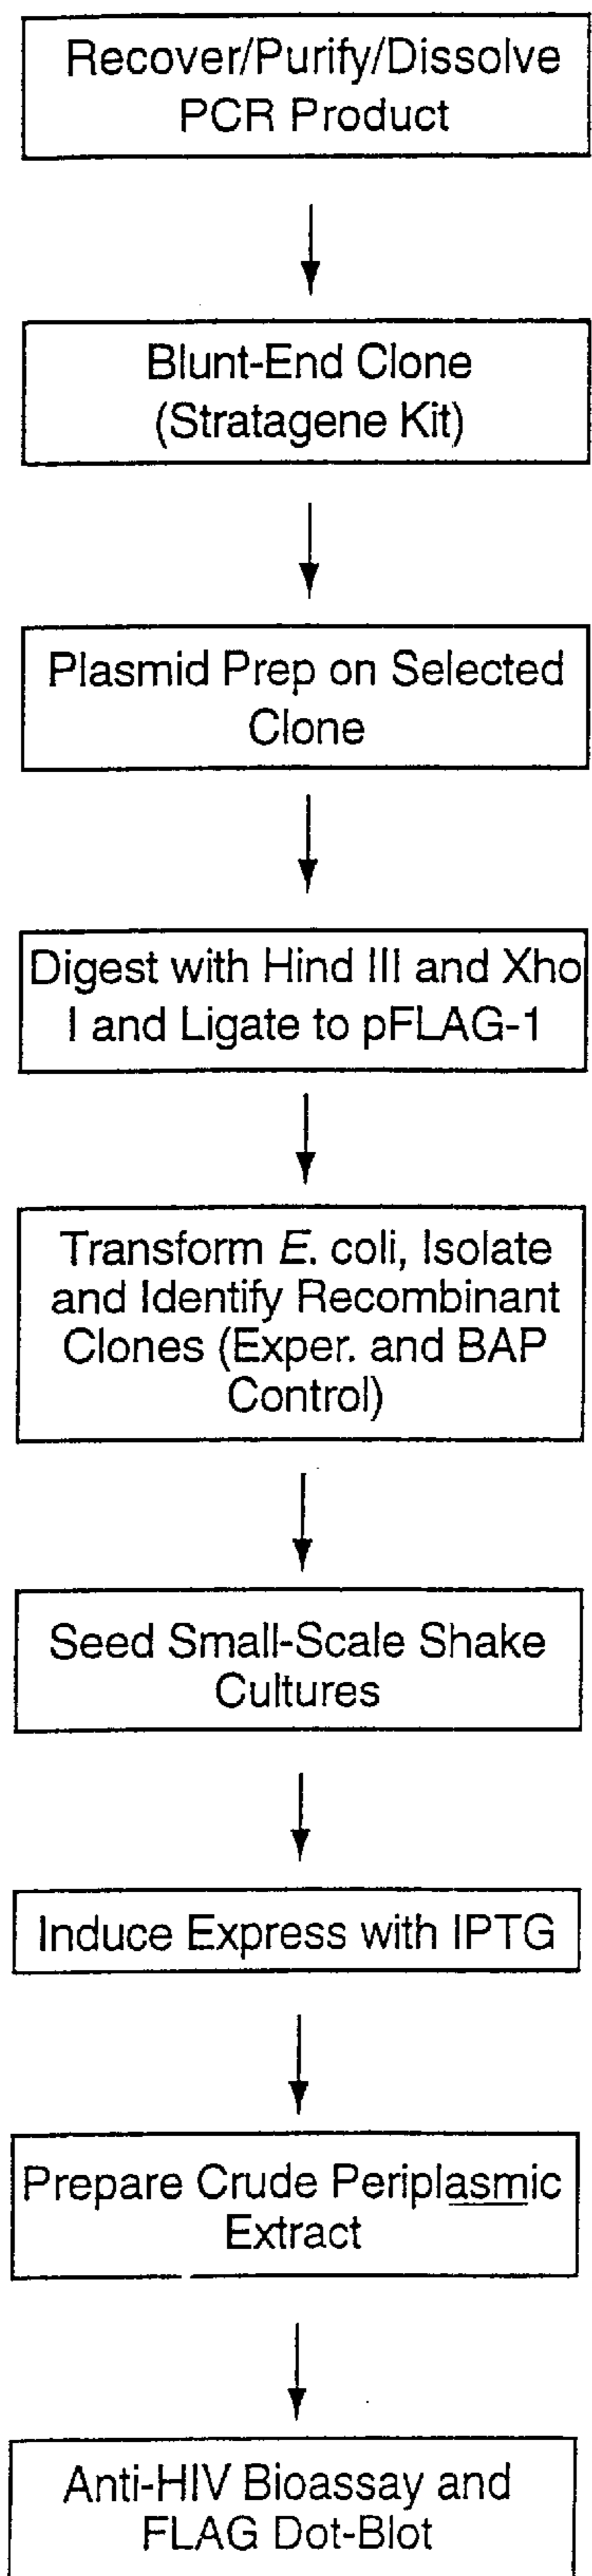 Recover/Purify/Dissolve
PCR Product
Blunt-End Clone
(Stratagene Kit)
Plasmid Prep on Selected
Clone
Digest with Hind III and Xho
I and Ligate to pFLAG-1
Transform E. coli, Isolate
and Identify Recombinant
Clones (Exper. and BAP
Control)
Seed Small-Scale Shake
Cultures
Induce Express with IPTG
Prepare Crude Periplasmic
Extract
Anti-HIV Bioassay and
FLAG Dot-Blot